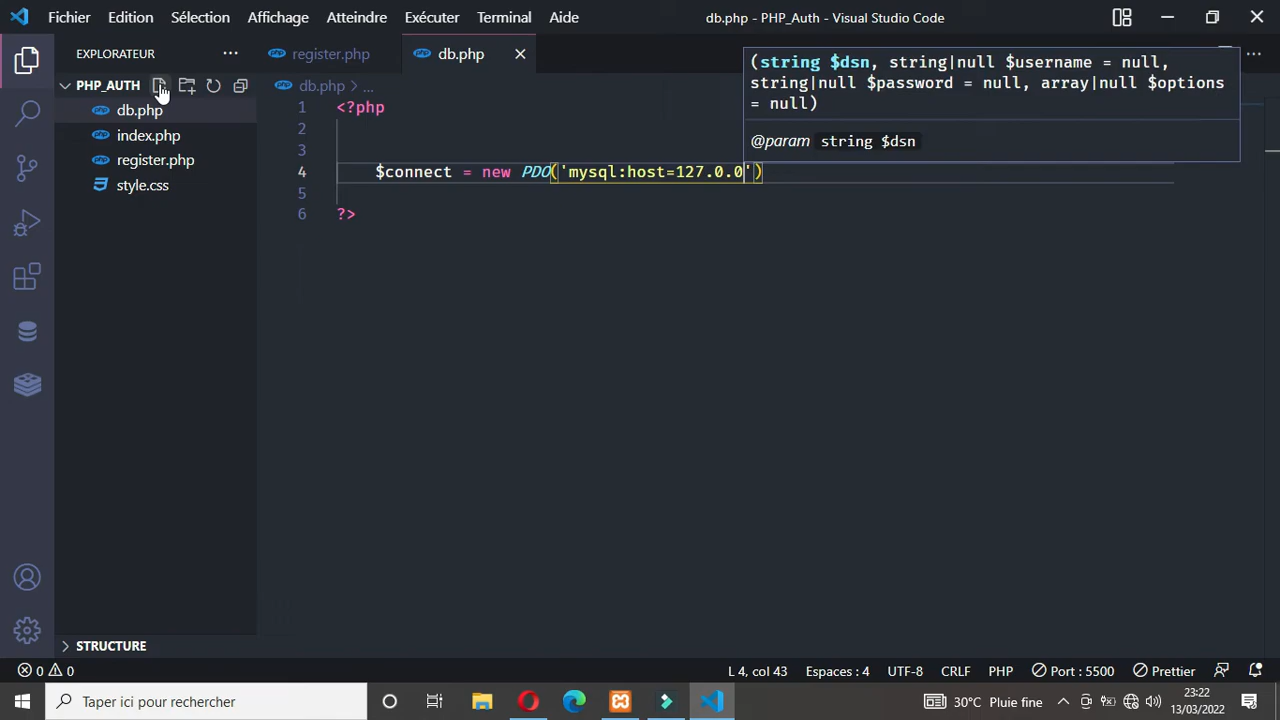 Fichier Edition Sélection Affichage Atteindre Exécuter Terminal Aide db.php - PHP_Auth - Visual Studio Code
EXPLORATEUR
PHP_AUTH
db.php
index.php
register.php
style.css
STRUCTURE
register.php db.php
db.php > ...
1 <?php
2
3
4 $connect = new PDO('mysql:host=127.0.0')
5
6 ?>
(string $dsn, string|null $username = null,
string|null $password = null, array|null $options
= null)
@param string $dsn
0 0 L 4, col 43 Espaces : 4 UTF-8 CRLF PHP Port : 5500 Prettier
Taper ici pour rechercher 30°C Pluie fine 23:22
13/03/2022